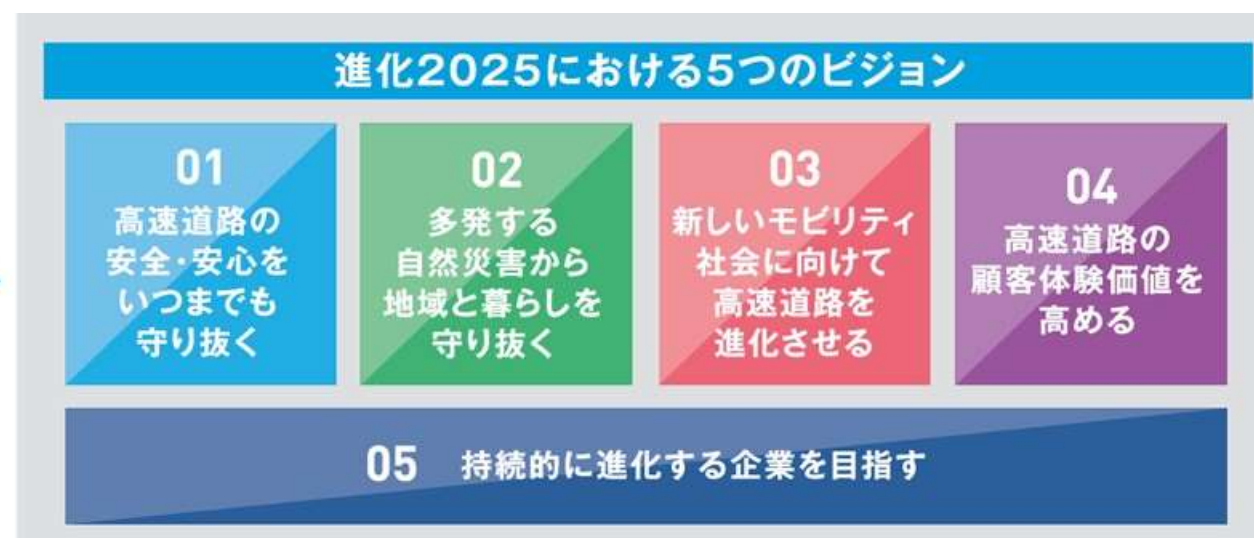 進化2025における5つのビジョン
01
高速道路の
安全・安心を
いつまでも
守り抜く
02
多発する
自然災害から
地域と暮らしを
守り抜く
03
新しいモビリティ
社会に向けて
高速道路を
進化させる
04
高速道路の
顧客体験価値を
高める
05 持続的に進化する企業を目指す